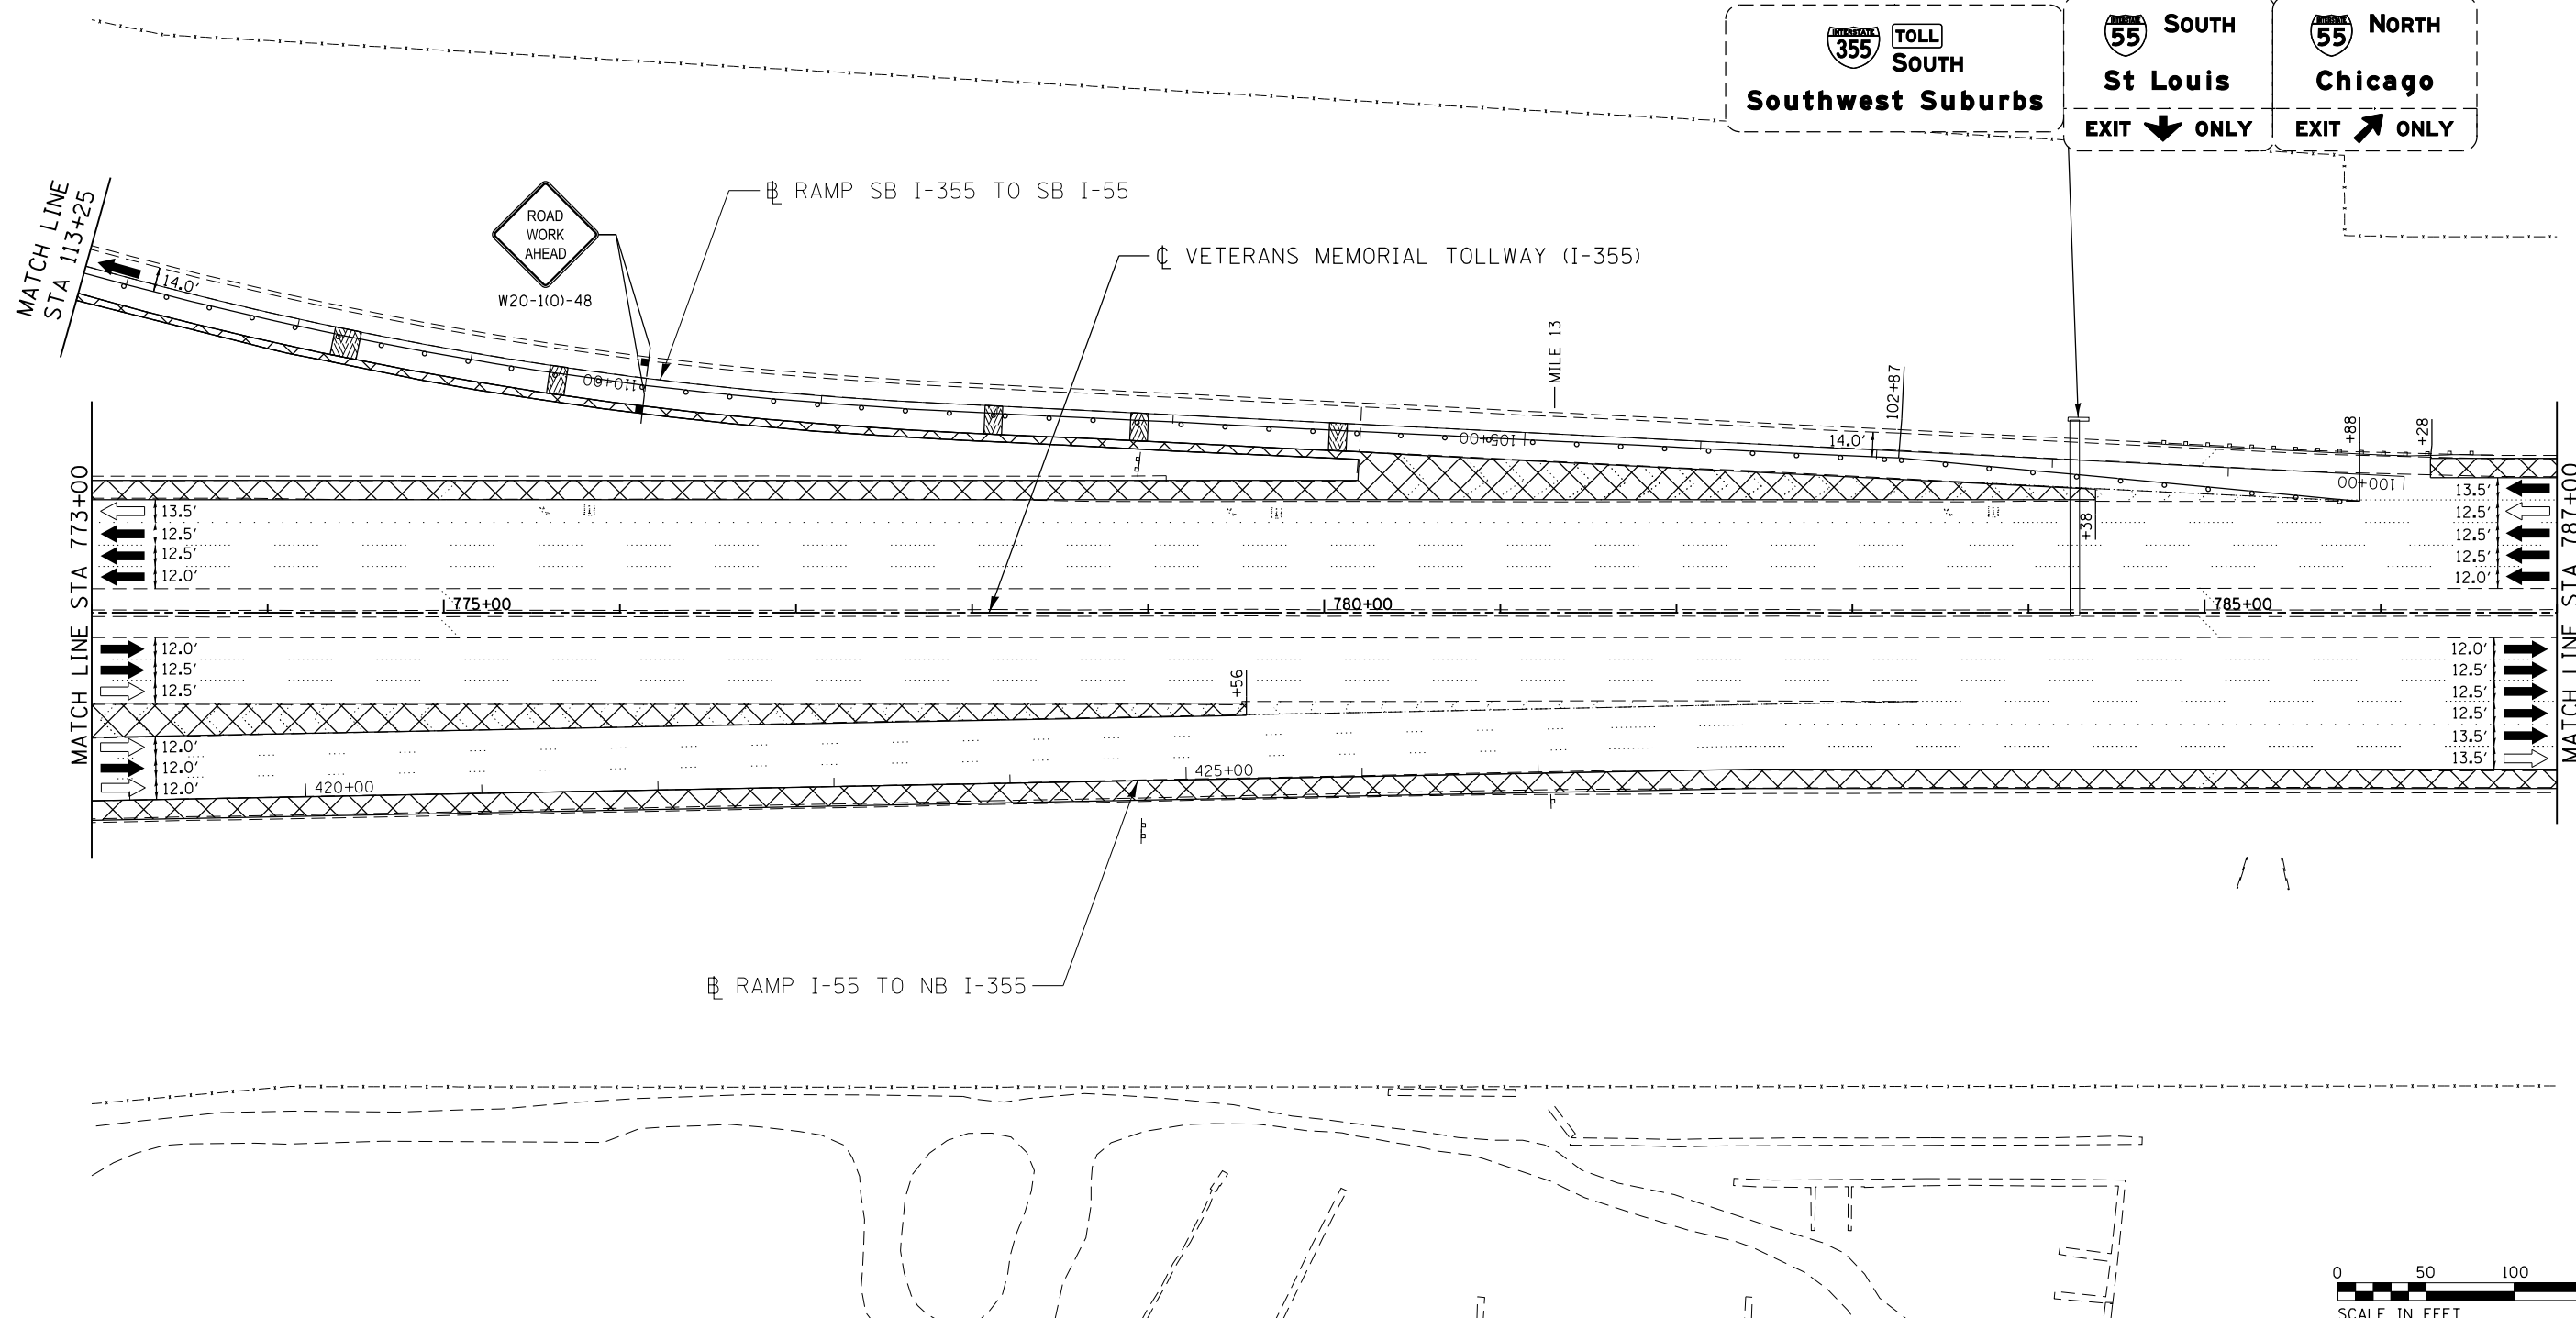 INTERSTATE
355
TOLL
SOUTH
Southwest Suburbs
INTERSTATE
55
SOUTH
St Louis
EXIT ONLY
INTERSTATE
55
NORTH
Chicago
EXIT ONLY
MATCH LINE
STA 113+25
ROAD
WORK
AHEAD
W20-1(O)-48
℄ RAMP SB I-355 TO SB I-55
℄ VETERANS MEMORIAL TOLLWAY (I-355)
14.0'
110+00
MILE 13
105+00
102+87
14.0'
+88
+28
100+00
+38
MATCH LINE STA 773+00
13.5'
12.5'
12.5'
12.0'
13.5'
12.5'
12.5'
12.5'
12.0'
MATCH LINE STA 787+00
775+00
780+00
785+00
12.0'
12.5'
12.5'
+56
12.0'
12.0'
12.0'
12.0'
12.5'
12.5'
12.5'
13.5'
13.5'
420+00
425+00
RAMP I-55 TO NB I-355
0 50 100
SCALE IN FEET